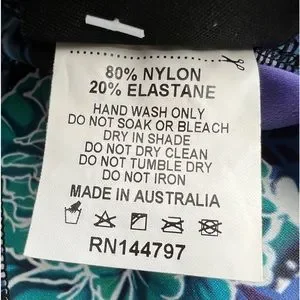 80% NYLON
20% ELASTANE
HAND WASH ONLY
DO NOT SOAK OR BLEACH
DRY IN SHADE
DO NOT DRY CLEAN
DO NOT TUMBLE DRY
DO NOT IRON
MADE IN AUSTRALIA
RN144797